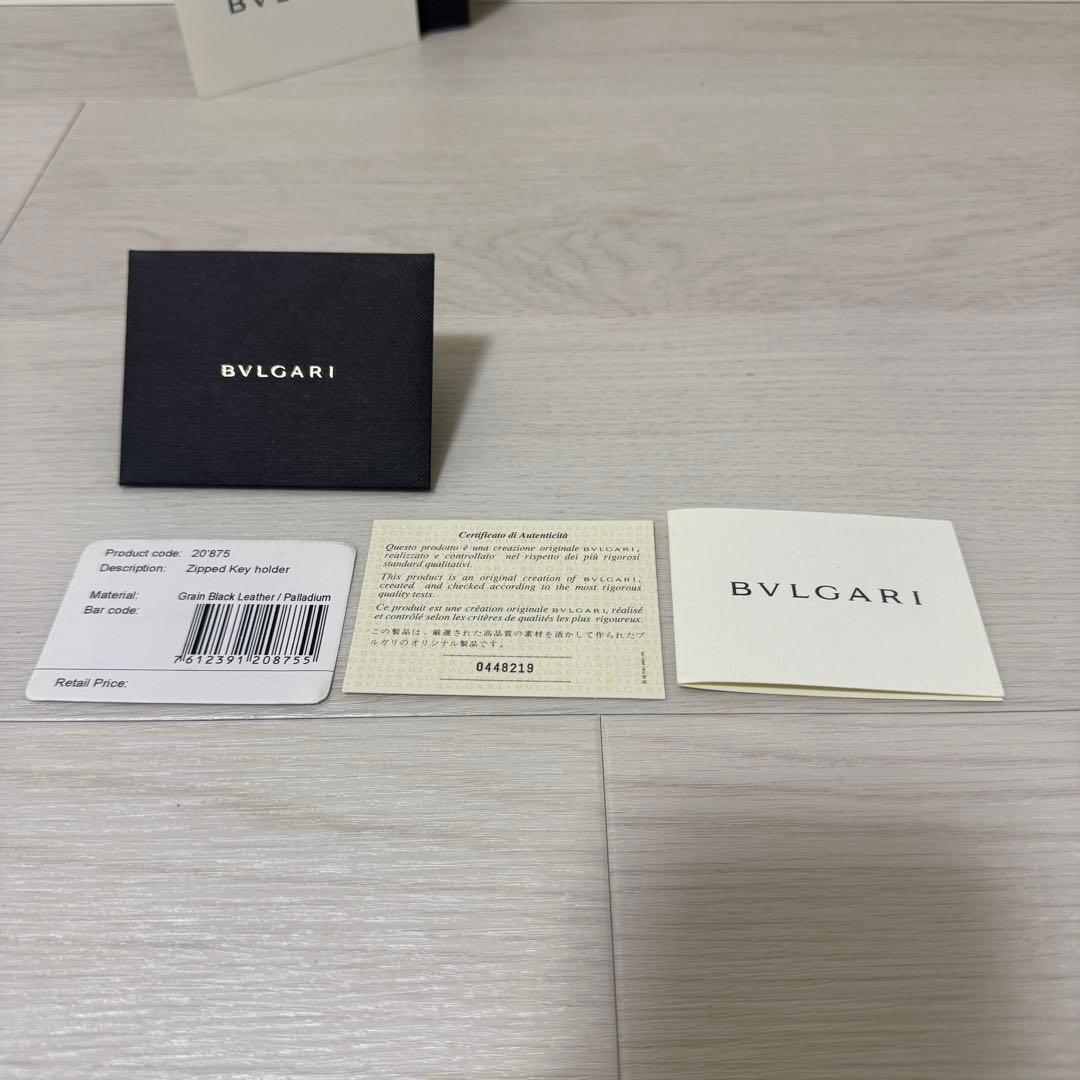 BVLGARI
Product code: 20'875
Description: Zipped Key holder
Material: Grain Black Leather / Palladium
Bar code:
7 612391 208755
Retail Price:
Certificato di Autenticità
Questo prodotto è una creazione originale BVLGARI,
realizzato e controllato nel rispetto dei più rigorosi
standard qualitativi.
This product is an original creation of BVLGARI,
created and checked according to the most rigorous
quality tests.
Ce produit est une création originale BVLGARI, réalisé
et contrôlé selon les critères de qualités les plus rigoureux.
この製品は、厳選された高品質の素材を活かして作られたブ
ルガリのオリジナル製品です。
0448219
BVLGARI